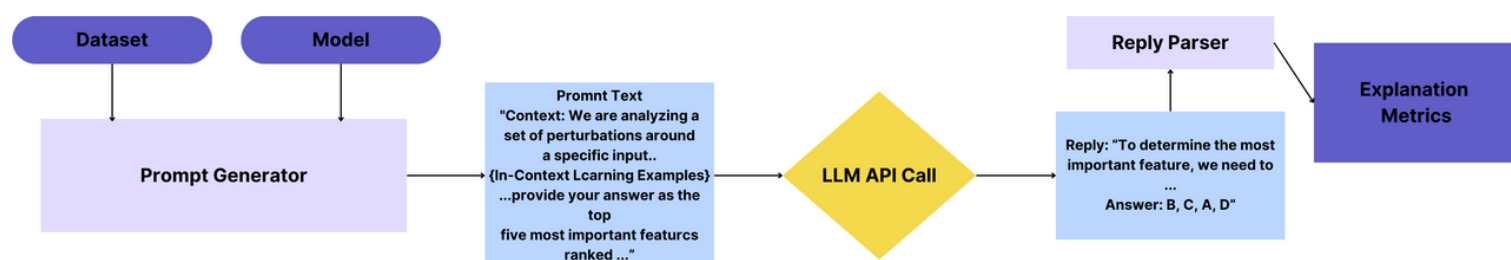 Dataset
Model
Prompt Generator
Promnt Text
"Context: We are analyzing a
set of perturbations around
a specific input..
{In-Context Lcarning Examples}
...provide your answer as the
top
five most important featurcs
ranked ..."
LLM API Call
Reply Parser
Reply: "To determine the most
important feature, we need to
...
Answer: B, C, A, D"
Explanation
Metrics